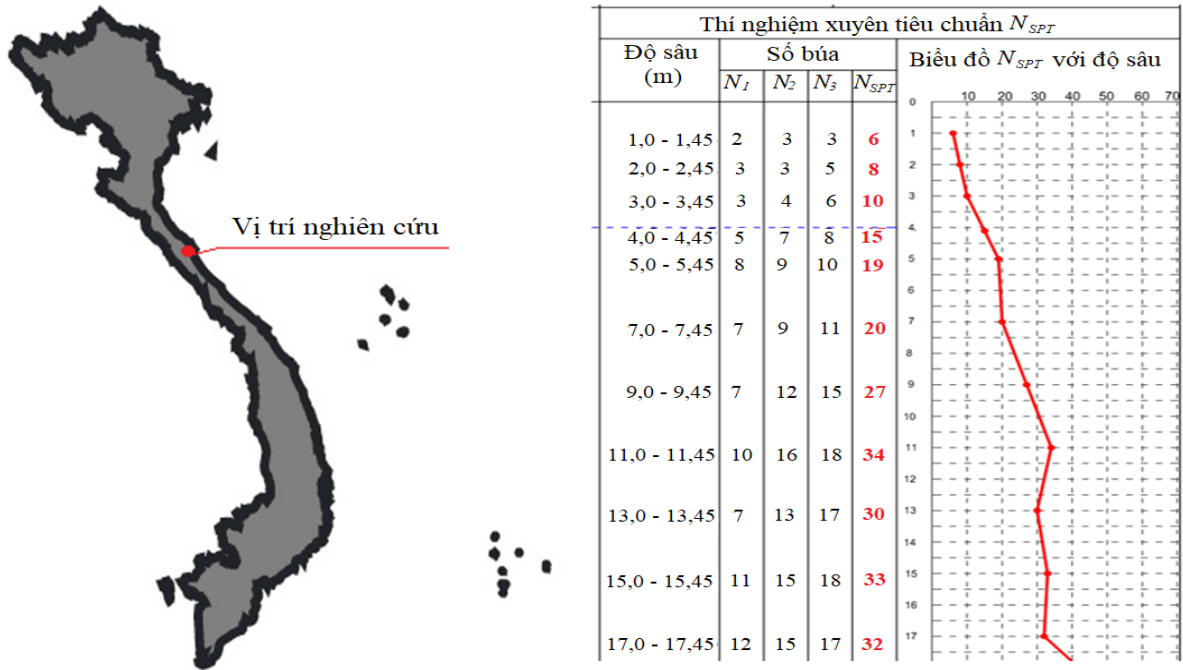 Vị trí nghiên cứu
Thí nghiệm xuyên tiêu chuẩn N_SPT
Độ sâu (m) Số búa Biểu đồ N_SPT với độ sâu
N_1 N_2 N_3 N_SPT
10 20 30 40 50 60 70
1,0 - 1,45 2 3 3 6
2,0 - 2,45 3 3 5 8
3,0 - 3,45 3 4 6 10
4,0 - 4,45 5 7 8 15
5,0 - 5,45 8 9 10 19
7,0 - 7,45 7 9 11 20
9,0 - 9,45 7 12 15 27
11,0 - 11,45 10 16 18 34
13,0 - 13,45 7 13 17 30
15,0 - 15,45 11 15 18 33
17,0 - 17,45 12 15 17 32
0
1
2
3
4
5
6
7
8
9
10
11
12
13
14
15
16
17